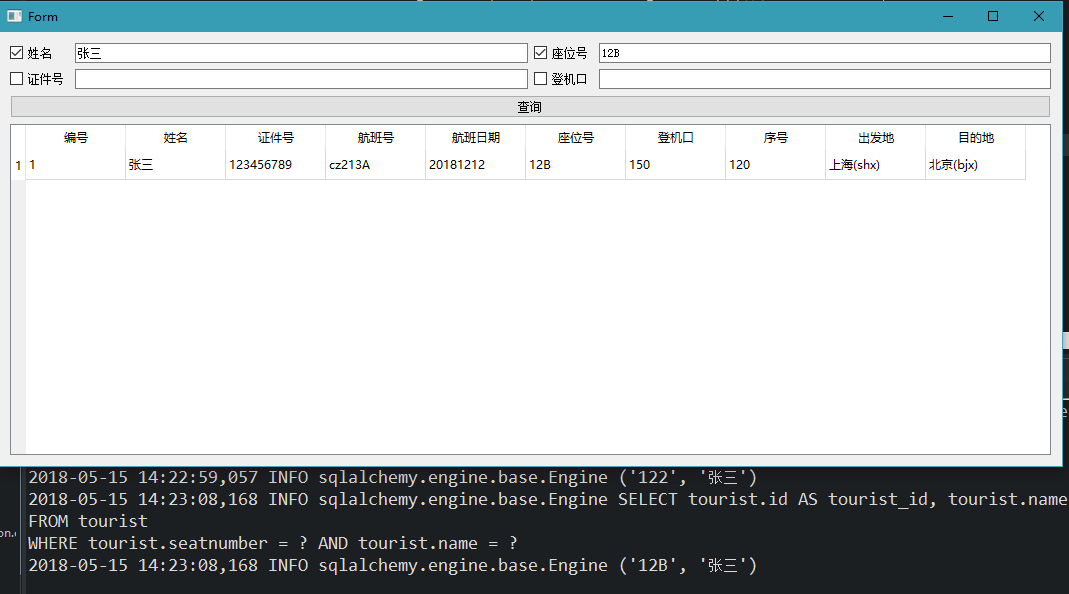 Form
姓名 张三 座位号 12B
证件号 登机口
查询
编号 姓名 证件号 航班号 航班日期 座位号 登机口 序号 出发地 目的地
1 1 张三 123456789 cz213A 20181212 12B 150 120 上海(shx) 北京(bjx)
2018-05-15 14:22:59,057 INFO sqlalchemy.engine.base.Engine ('122', '张三')
2018-05-15 14:23:08,168 INFO sqlalchemy.engine.base.Engine SELECT tourist.id AS tourist_id, tourist.name
FROM tourist
WHERE tourist.seatnumber = ? AND tourist.name = ?
2018-05-15 14:23:08,168 INFO sqlalchemy.engine.base.Engine ('12B', '张三')